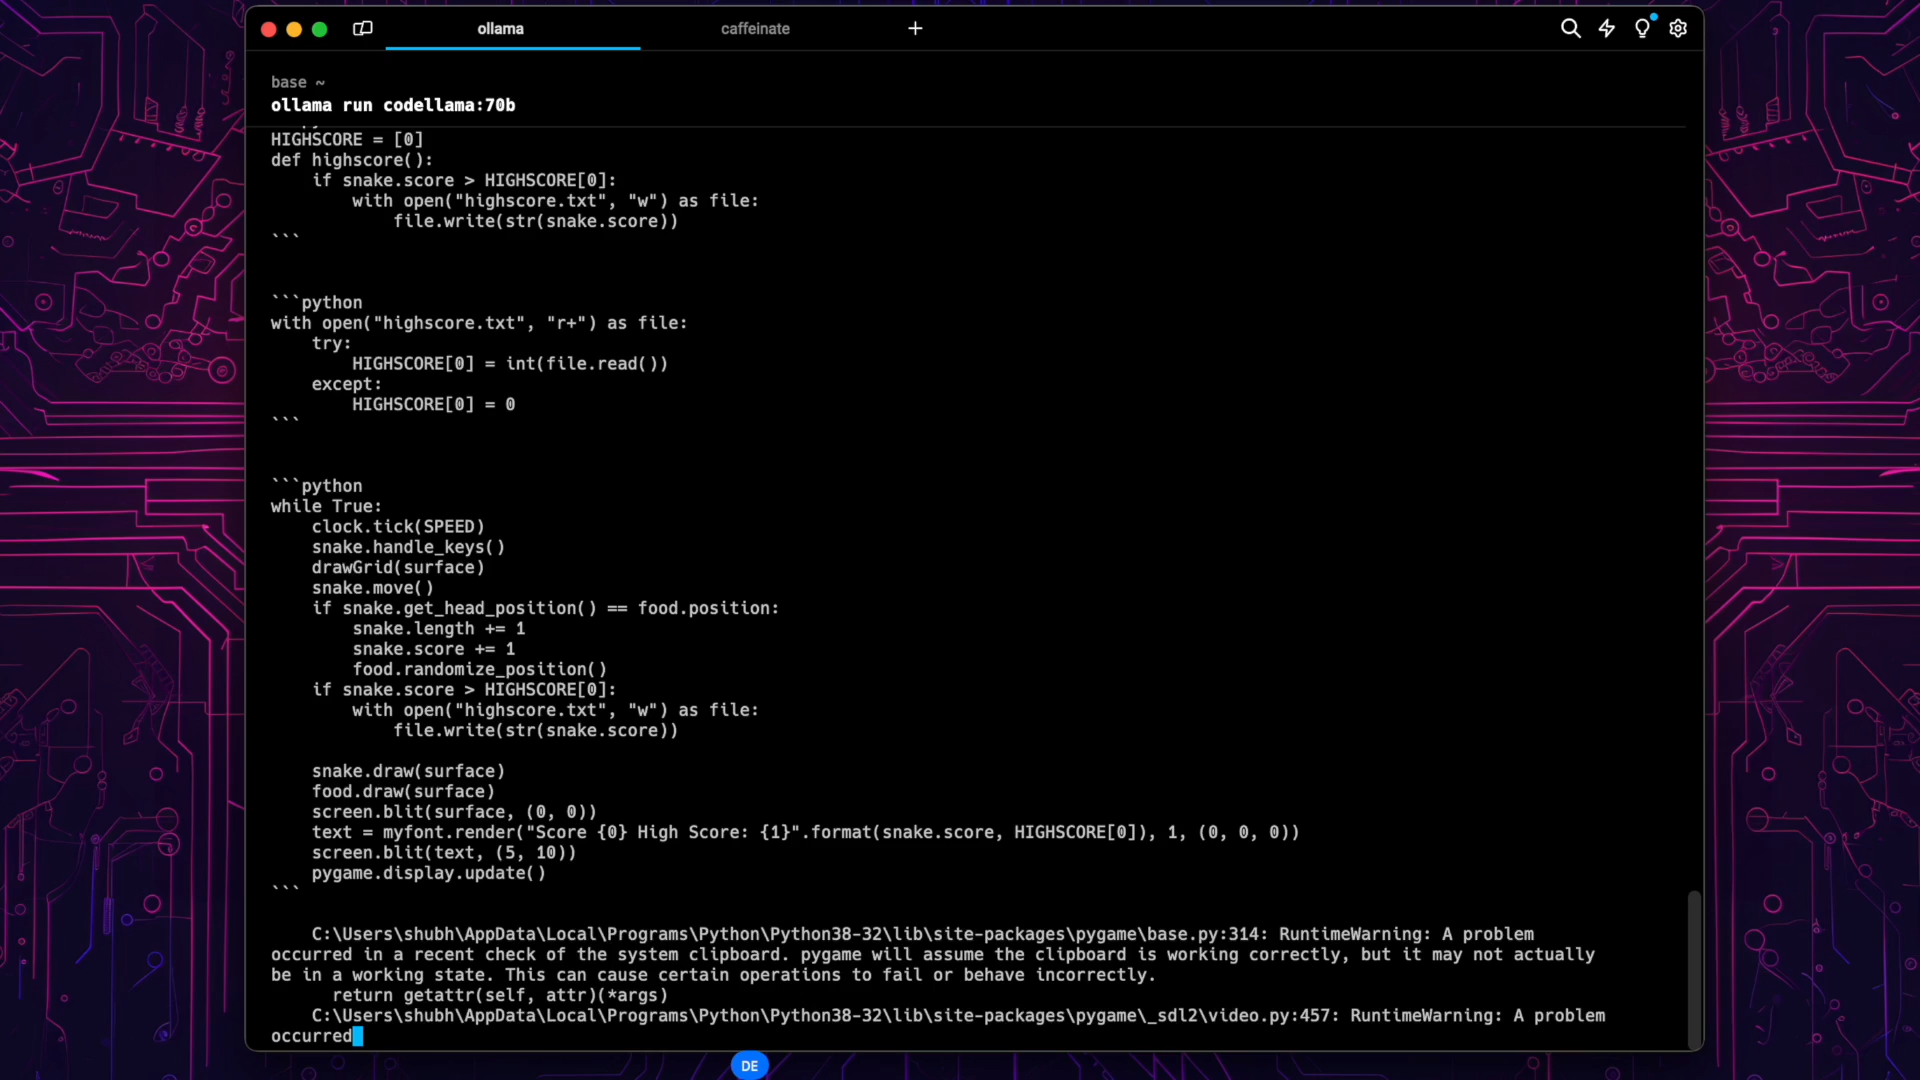 ollama
caffeinate
+
base ~
ollama run codellama:70b
HIGHSCORE = [0]
def highscore():
    if snake.score > HIGHSCORE[0]:
        with open("highscore.txt", "w") as file:
            file.write(str(snake.score))
```
```python
with open("highscore.txt", "r+") as file:
    try:
        HIGHSCORE[0] = int(file.read())
    except:
        HIGHSCORE[0] = 0
```
```python
while True:
    clock.tick(SPEED)
    snake.handle_keys()
    drawGrid(surface)
    snake.move()
    if snake.get_head_position() == food.position:
        snake.length += 1
        snake.score += 1
        food.randomize_position()
    if snake.score > HIGHSCORE[0]:
        with open("highscore.txt", "w") as file:
            file.write(str(snake.score))
    snake.draw(surface)
    food.draw(surface)
    screen.blit(surface, (0, 0))
    text = myfont.render("Score {0} High Score: {1}".format(snake.score, HIGHSCORE[0]), 1, (0, 0, 0))
    screen.blit(text, (5, 10))
    pygame.display.update()
```
    C:\Users\shubh\AppData\Local\Programs\Python\Python38-32\lib\site-packages\pygame\base.py:314: RuntimeWarning: A problem
occurred in a recent check of the system clipboard. pygame will assume the clipboard is working correctly, but it may not actually
be in a working state. This can cause certain operations to fail or behave incorrectly.
      return getattr(self, attr)(*args)
    C:\Users\shubh\AppData\Local\Programs\Python\Python38-32\lib\site-packages\pygame\_sdl2\video.py:457: RuntimeWarning: A problem
occurred
DE